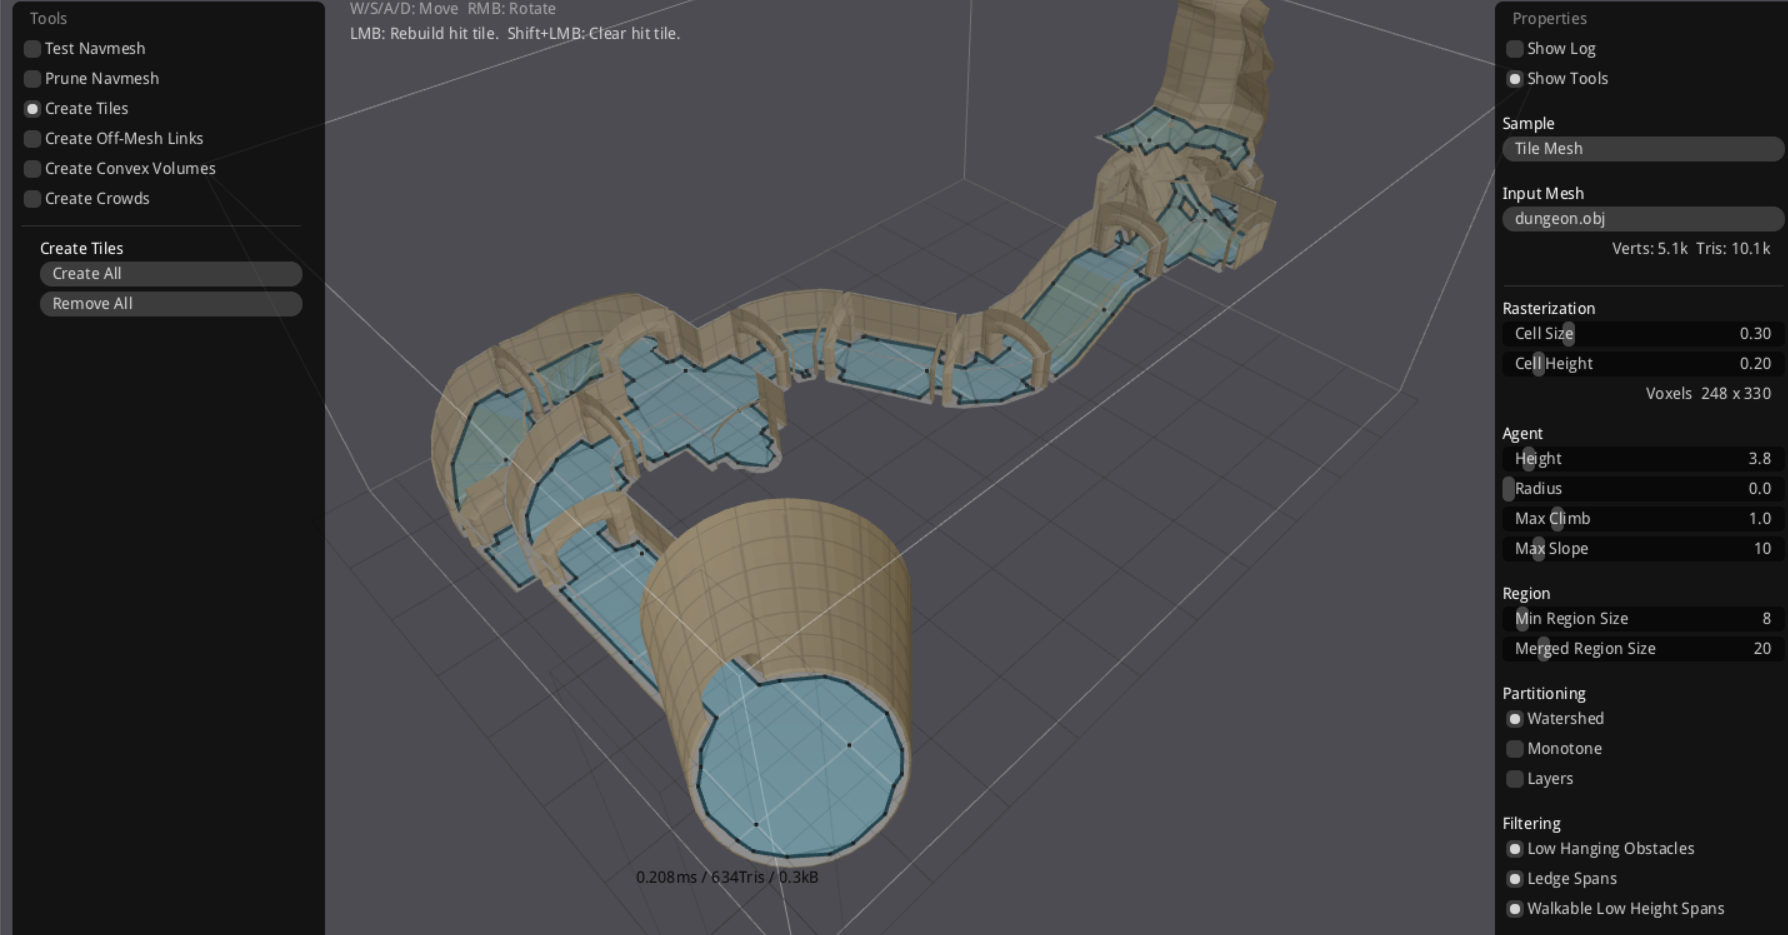 Tools
Test Navmesh
Prune Navmesh
Create Tiles
Create Off-Mesh Links
Create Convex Volumes
Create Crowds
Create Tiles
Create All
Remove All
W/S/A/D: Move  RMB: Rotate
LMB: Rebuild hit tile.  Shift+LMB: Clear hit tile.
0.208ms / 634Tris / 0.3kB
Properties
Show Log
Show Tools
Sample
Tile Mesh
Input Mesh
dungeon.obj
Verts: 5.1k  Tris: 10.1k
Rasterization
Cell Size 0.30
Cell Height 0.20
Voxels  248 x 330
Agent
Height 3.8
Radius 0.0
Max Climb 1.0
Max Slope 10
Region
Min Region Size 8
Merged Region Size 20
Partitioning
Watershed
Monotone
Layers
Filtering
Low Hanging Obstacles
Ledge Spans
Walkable Low Height Spans